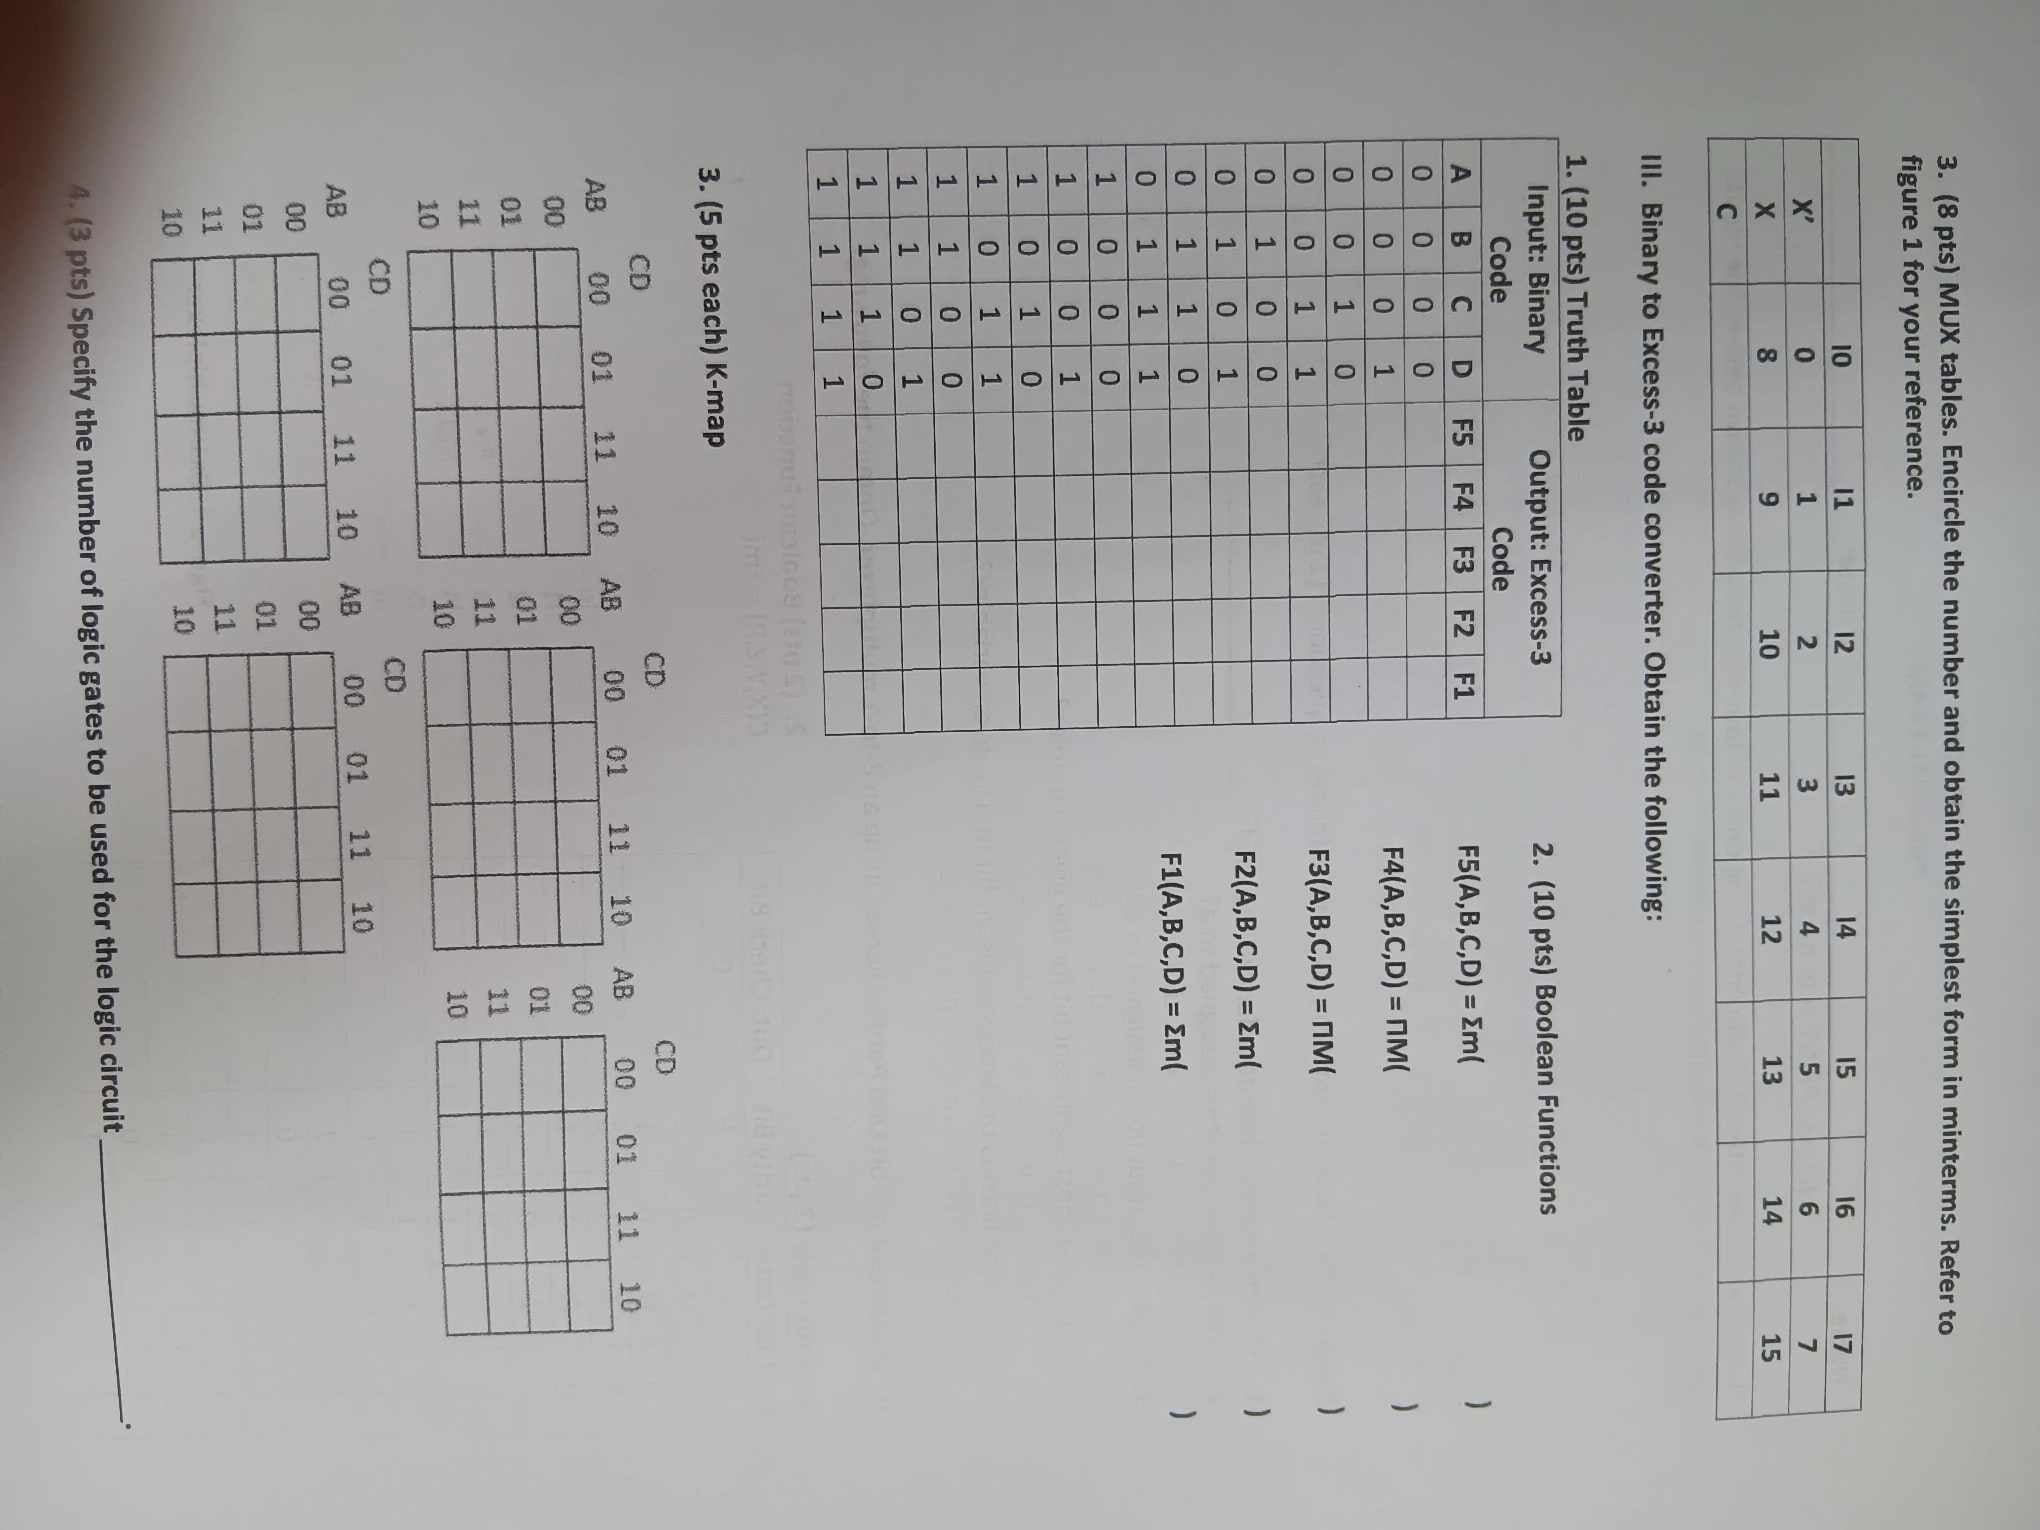 3. (8 pts) MUX tables. Encircle the number and obtain the simplest form in minterms. Refer to
figure 1 for your reference.
I0 I1 I2 I3 I4 I5 I6 I7
X’ 0 1 2 3 4 5 6 7
X 8 9 10 11 12 13 14 15
C
III. Binary to Excess-3 code converter. Obtain the following:
1. (10 pts) Truth Table
Input: Binary Output: Excess-3
Code Code
A B C D F5 F4 F3 F2 F1
0 0 0 0
0 0 0 1
0 0 1 0
0 0 1 1
0 1 0 0
0 1 0 1
0 1 1 0
0 1 1 1
1 0 0 0
1 0 0 1
1 0 1 0
1 0 1 1
1 1 0 0
1 1 0 1
1 1 1 0
1 1 1 1
2. (10 pts) Boolean Functions
F5(A,B,C,D) = Σm( )
F4(A,B,C,D) = ΠM( )
F3(A,B,C,D) = ΠM( )
F2(A,B,C,D) = Σm( )
F1(A,B,C,D) = Σm( )
3. (5 pts each) K-map
CD
AB 00 01 11 10
00
01
11
10
CD
AB 00 01 11 10
00
01
11
10
CD
AB 00 01 11 10
00
01
11
10
CD
AB 00 01 11 10
00
01
11
10
CD
AB 00 01 11 10
00
01
11
10
4. (3 pts) Specify the number of logic gates to be used for the logic circuit ____________________.